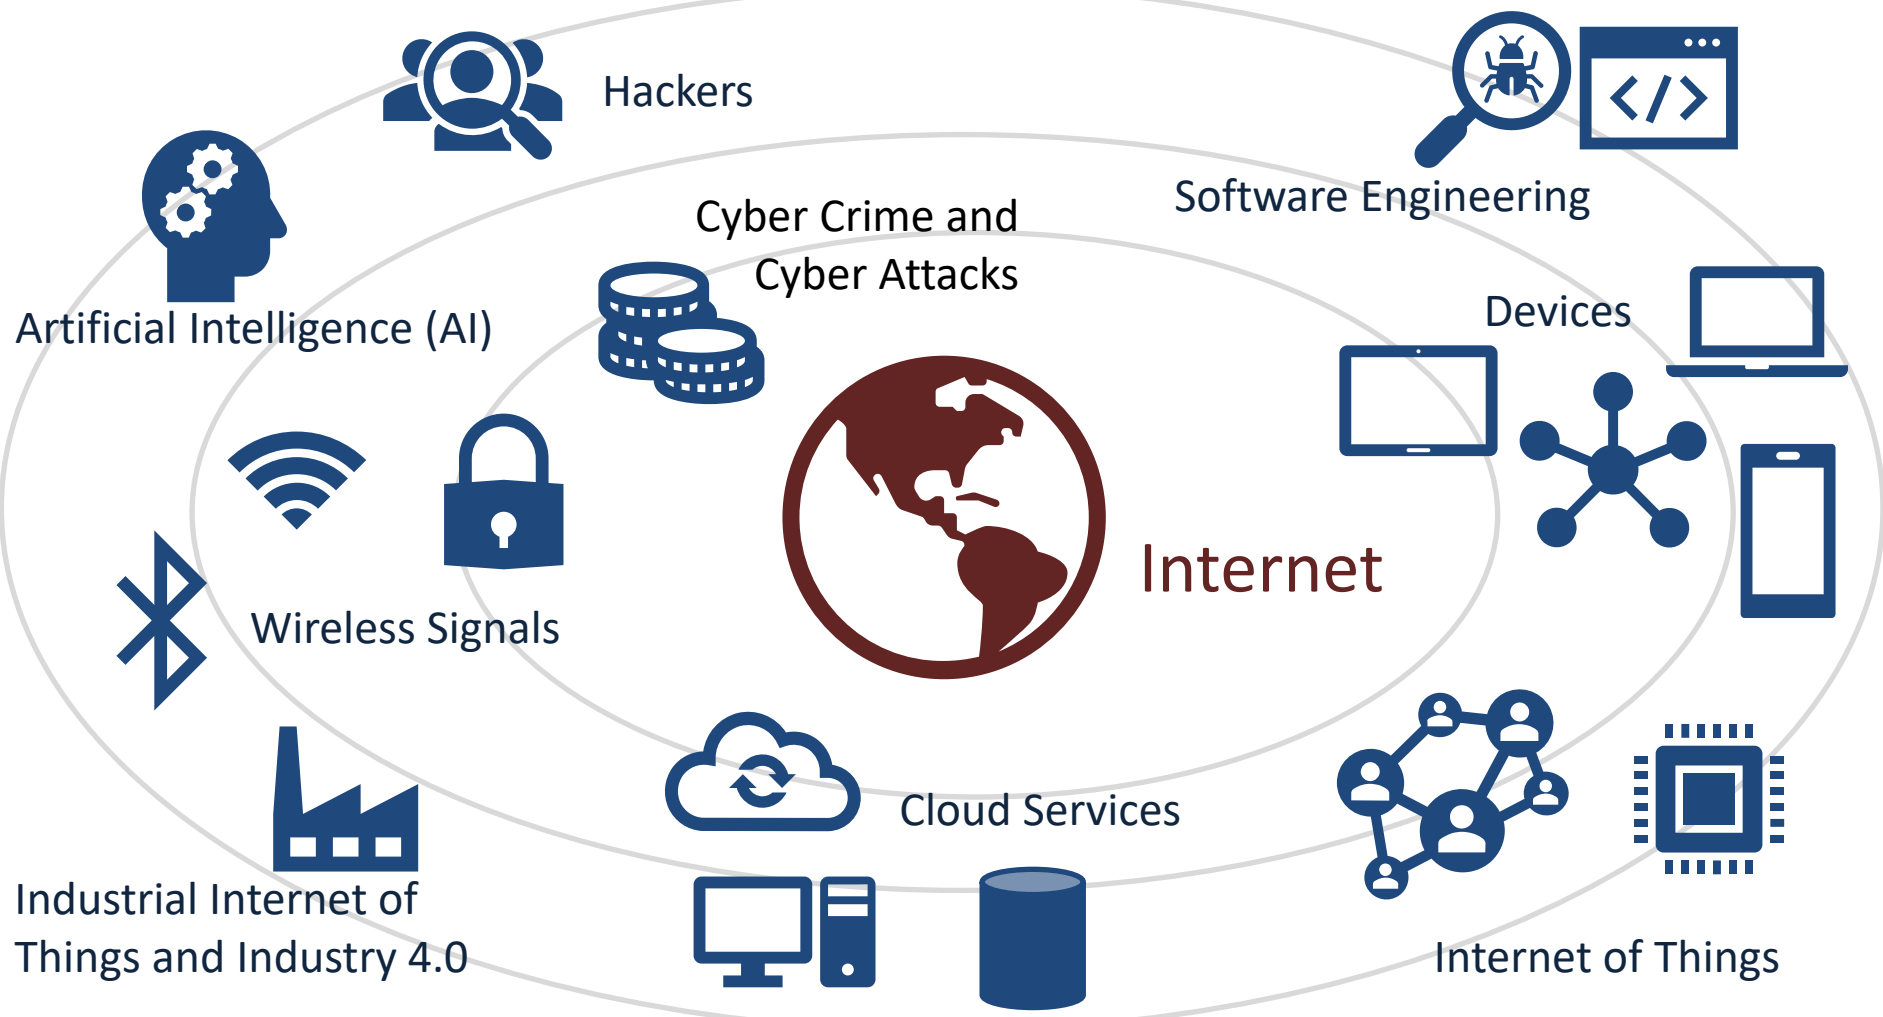 Hackers
Software Engineering
Cyber Crime and
Cyber Attacks
Artificial Intelligence (AI)
Devices
Internet
Wireless Signals
Cloud Services
Industrial Internet of
Things and Industry 4.0
Internet of Things